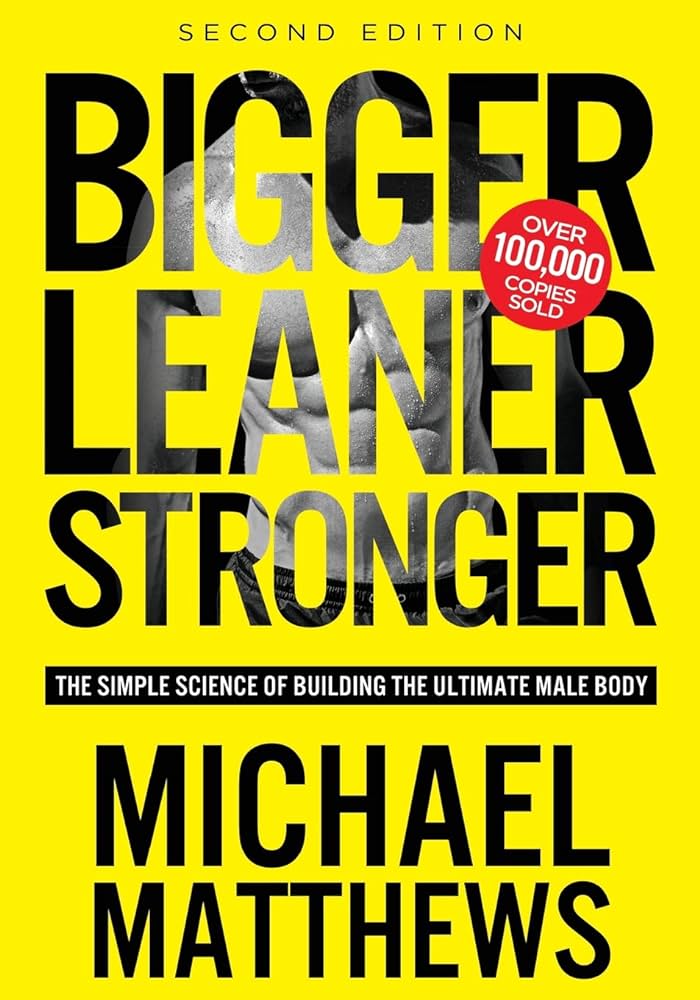 SECOND EDITION
BIGGER
OVER
100,000
COPIES
SOLD
LEANER
STRONGER
THE SIMPLE SCIENCE OF BUILDING THE ULTIMATE MALE BODY
MICHAEL
MATTHEWS